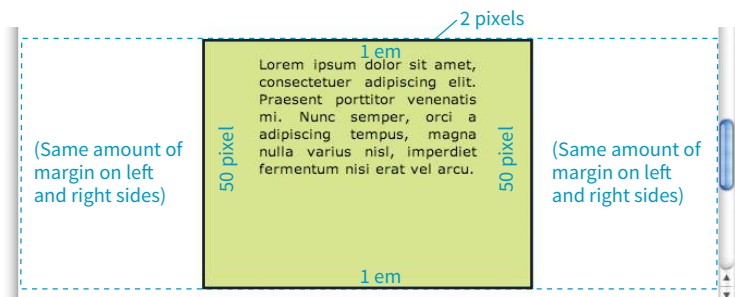 2 pixels
1 em
Lorem ipsum dolor sit amet,
consectetuer adipiscing elit.
Praesent porttitor venenatis
mi. Nunc semper, orci a
adipiscing tempus, magna
nulla varius nisl, imperdiet
fermentum nisi erat vel arcu.
50 pixel
50 pixel
(Same amount of
margin on left
and right sides)
(Same amount of
margin on left
and right sides)
1 em